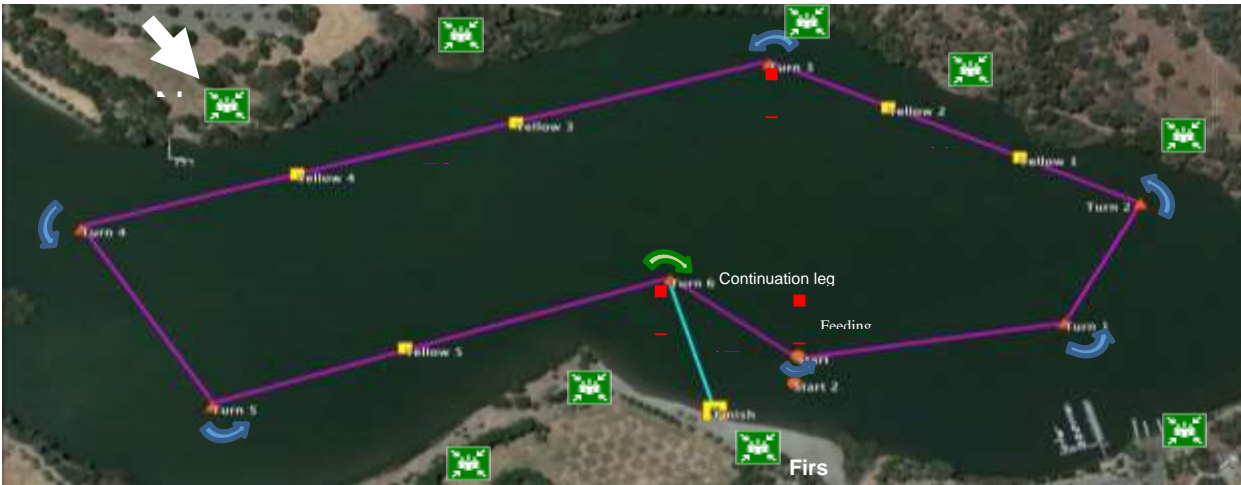 Turn 3
Yellow 2
Yellow 3
Yellow 1
Yellow 4
Turn 2
Turn 4
Turn 6
Continuation leg
Feeding
Turn 1
Yellow 5
Start
Start 2
Turn 5
Finish
Firs